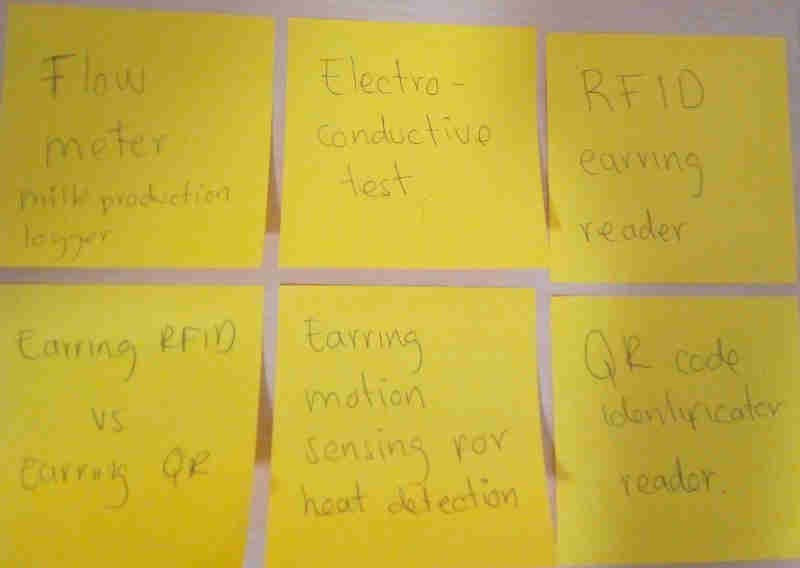 Flow
meter
milk production
logger
Electro-
conductive
test
RFID
earring
reader
Earring RFID
vs
Earring QR
Earring
motion
sensing for
heat detection
QR code
identificator
reader.